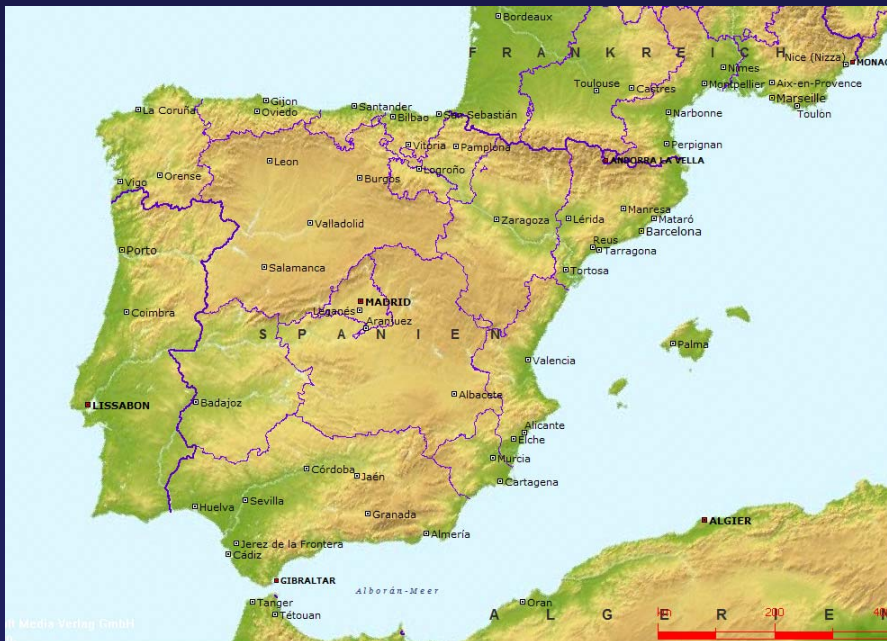 Bordeaux
F R A N K R E I C H
Nice (Nizza)
MONAC
Nîmes
Toulouse
Castres
Montpellier
Aix-en-Provence
Marseille
Toulon
Gijon
La Coruña
Oviedo
Santander
Bilbao
San Sebastián
Narbonne
Vitoria
Pamplona
Perpignan
Leon
ANDORRA LA VELLA
Logroño
Orense
Vigo
Burgos
Manresa
Zaragoza
Lérida
Mataró
Valladolid
Barcelona
Reus
Porto
Tarragona
Salamanca
Tortosa
MADRID
Leganés
Coimbra
Aranjuez
S P A N I E N
Palma
Valencia
Albacete
LISSABON
Badajoz
Alicante
Elche
Murcia
Córdoba
Jaén
Cartagena
Sevilla
Huelva
Granada
ALGIER
Almería
Jerez de la Frontera
Cádiz
GIBRALTAR
Alborán-Meer
Tanger
Oran
Tétouan
A L G E R I E N
km
200
400
Media Verlag GmbH